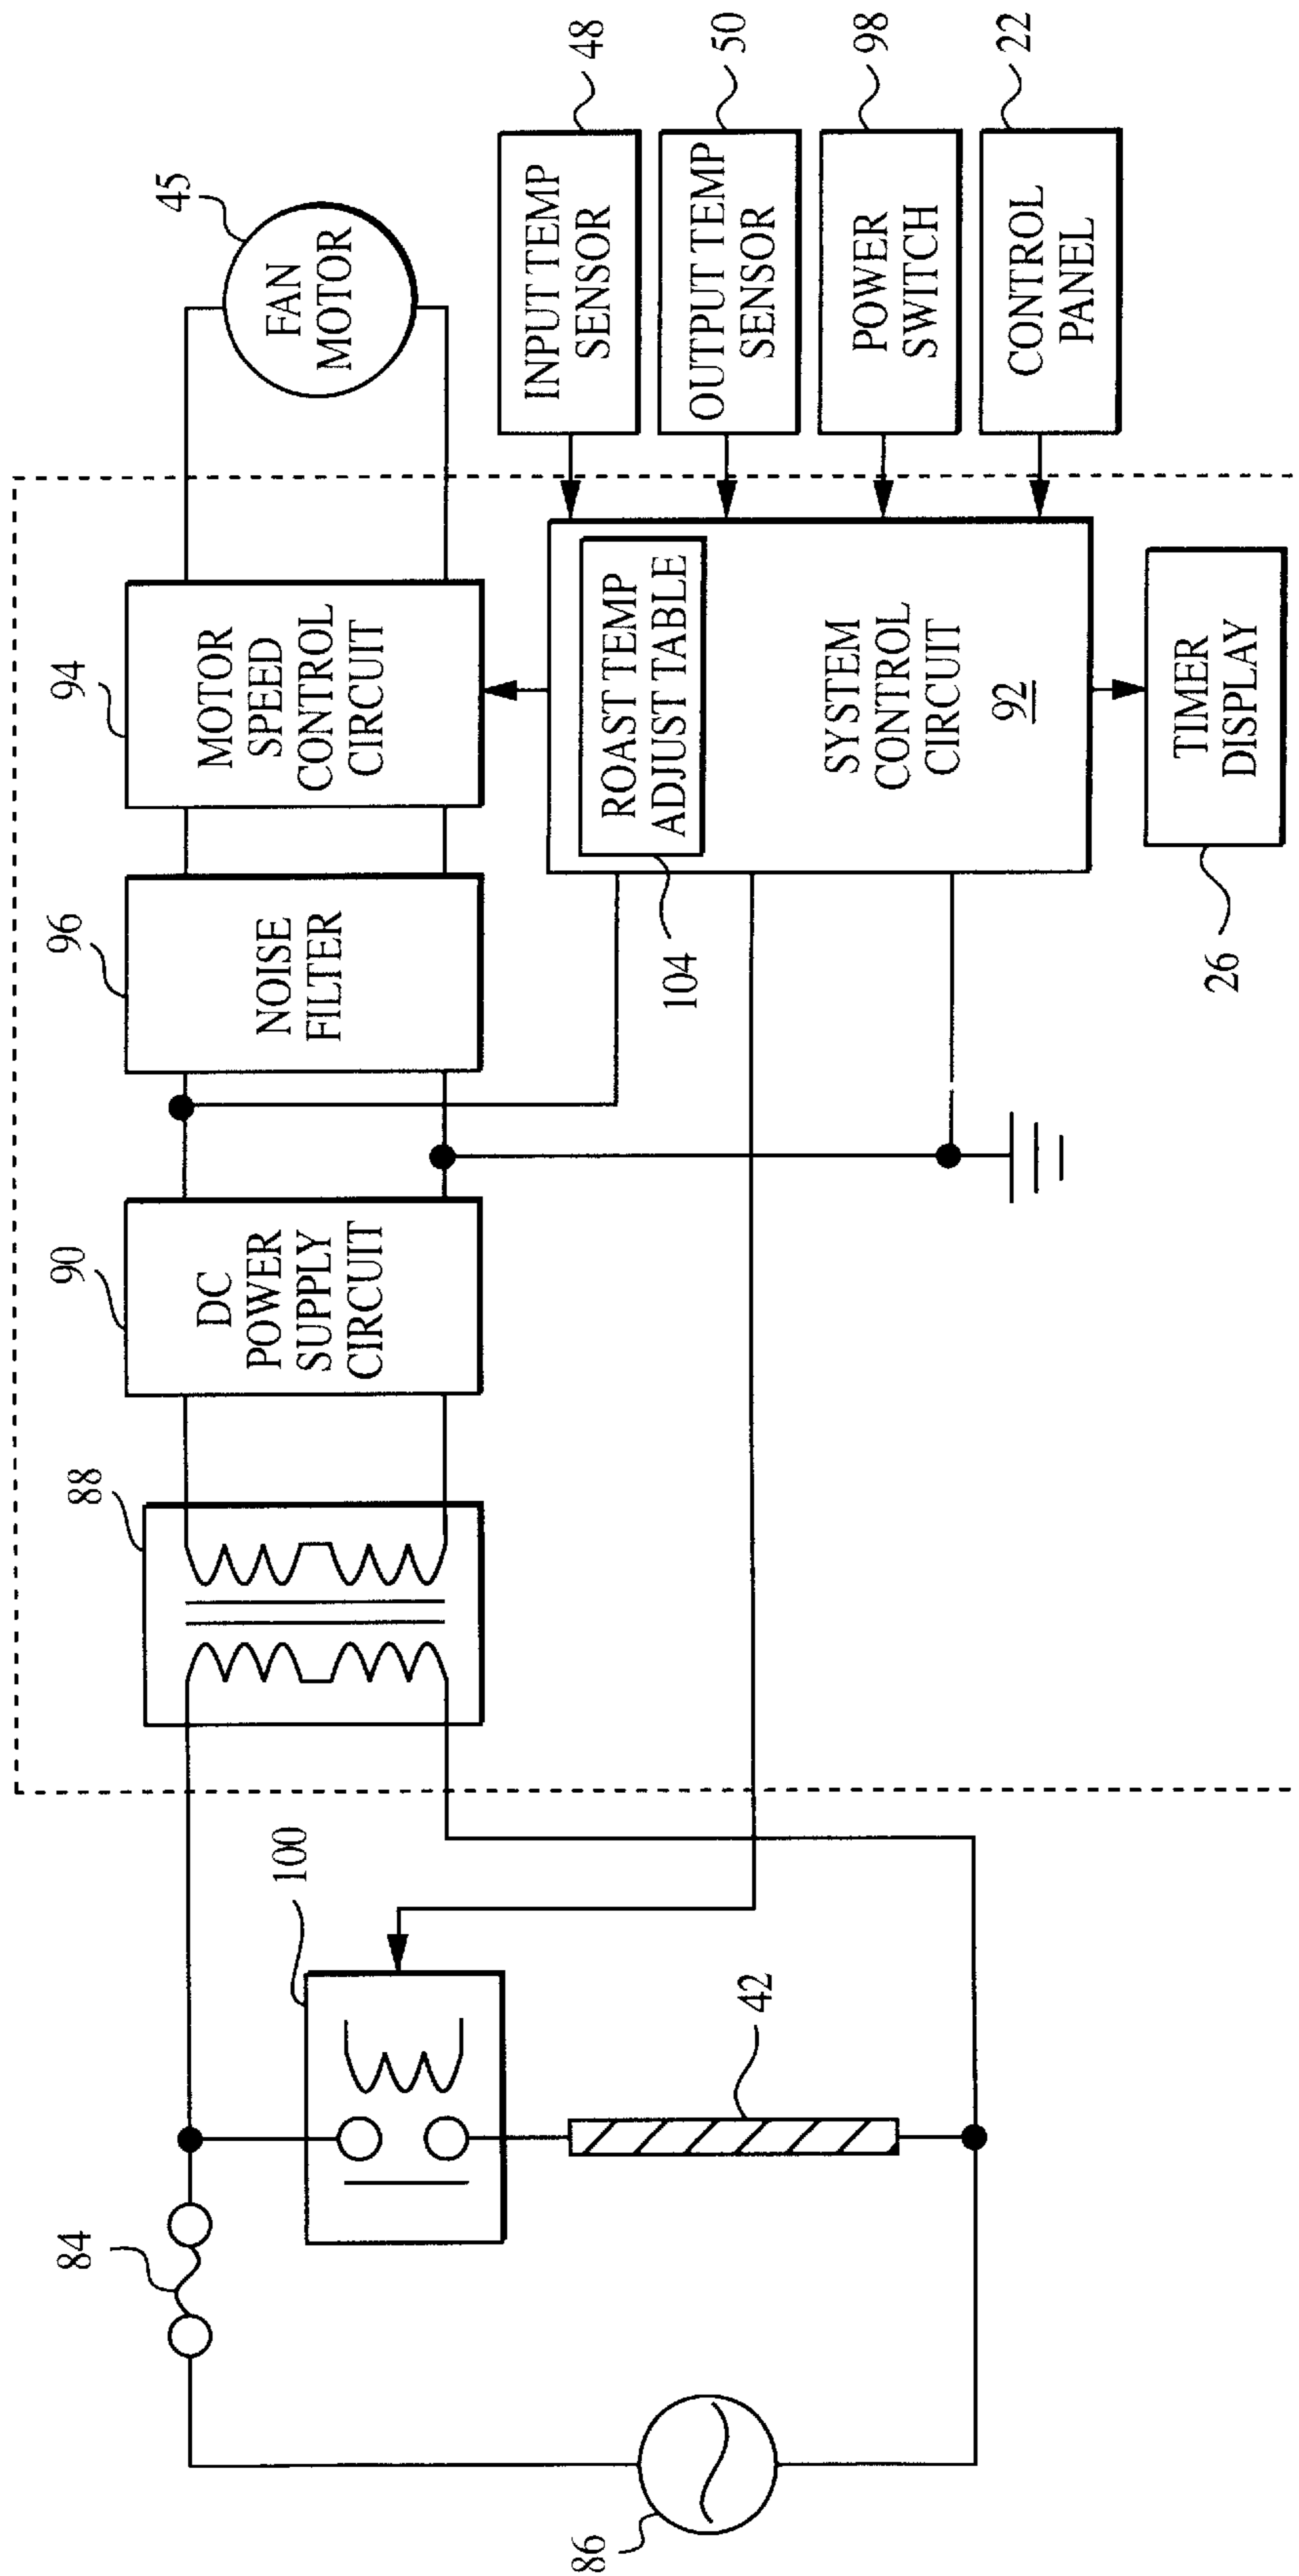 84
86
100
42
88
90
DC
POWER
SUPPLY
CIRCUIT
96
NOISE
FILTER
94
MOTOR
SPEED
CONTROL
CIRCUIT
45
FAN
MOTOR
104
ROAST TEMP
ADJUST TABLE
SYSTEM
CONTROL
CIRCUIT
92
INPUT TEMP
SENSOR
48
OUTPUT TEMP
SENSOR
50
POWER
SWITCH
98
CONTROL
PANEL
22
TIMER
DISPLAY
26